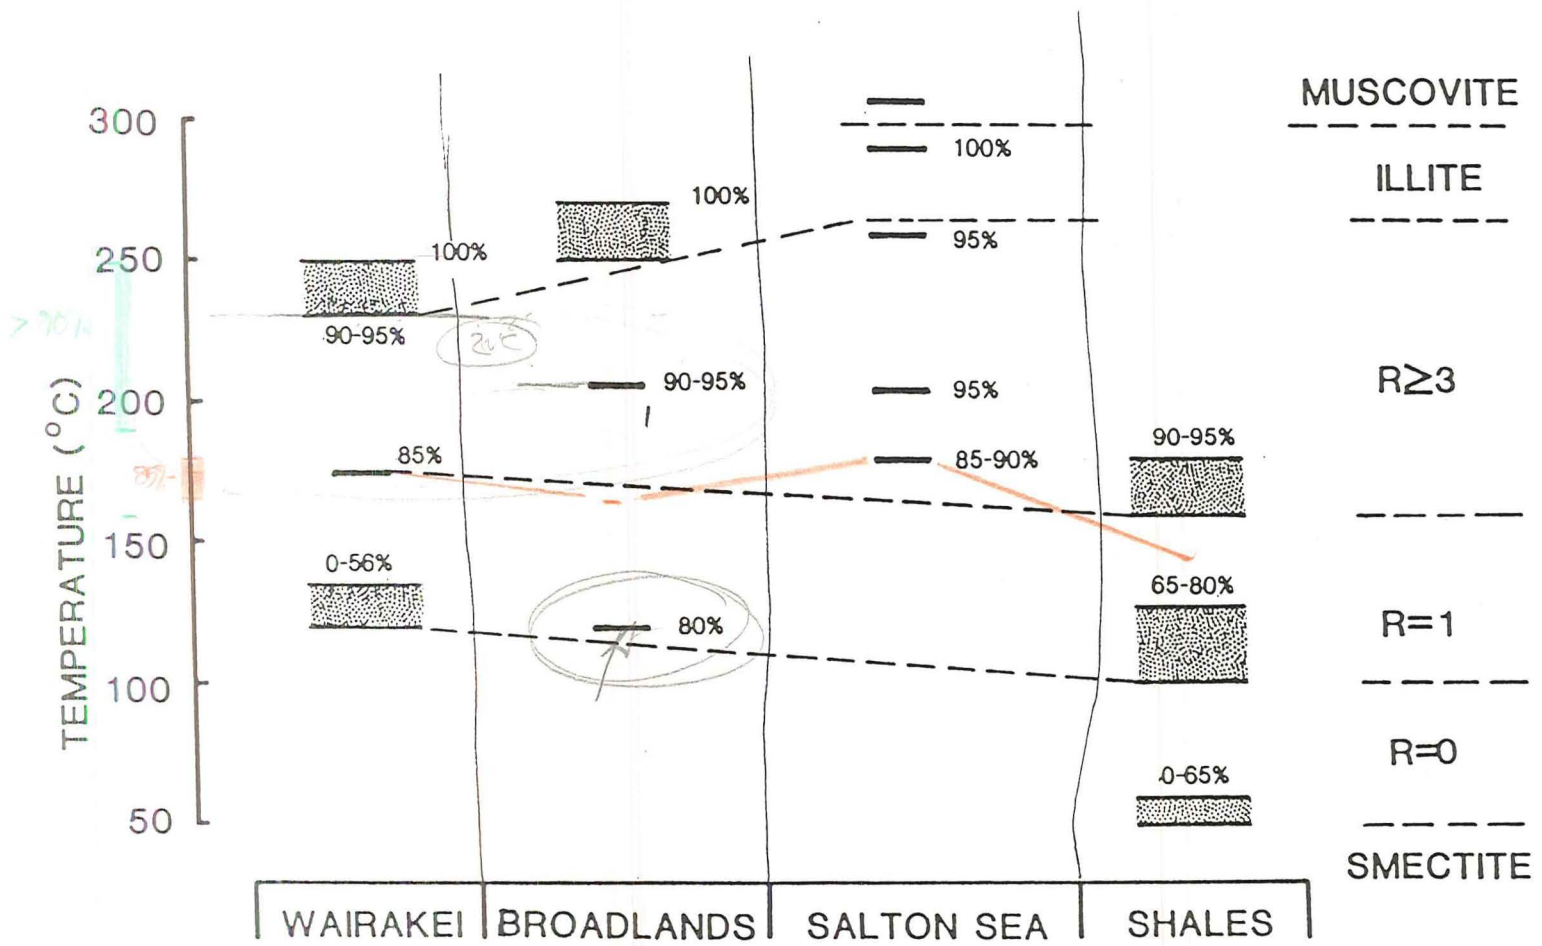 MUSCOVITE
300
100%
ILLITE
100%
100%
250
95%
> 90%
90-95%
90-95%
95%
R≥3
200
90-95%
85%
85-90%
85%
150
0-56%
65-80%
80%
R=1
100
R=0
0-65%
50
SMECTITE
TEMPERATURE (°C)
WAIRAKEI
BROADLANDS
SALTON SEA
SHALES